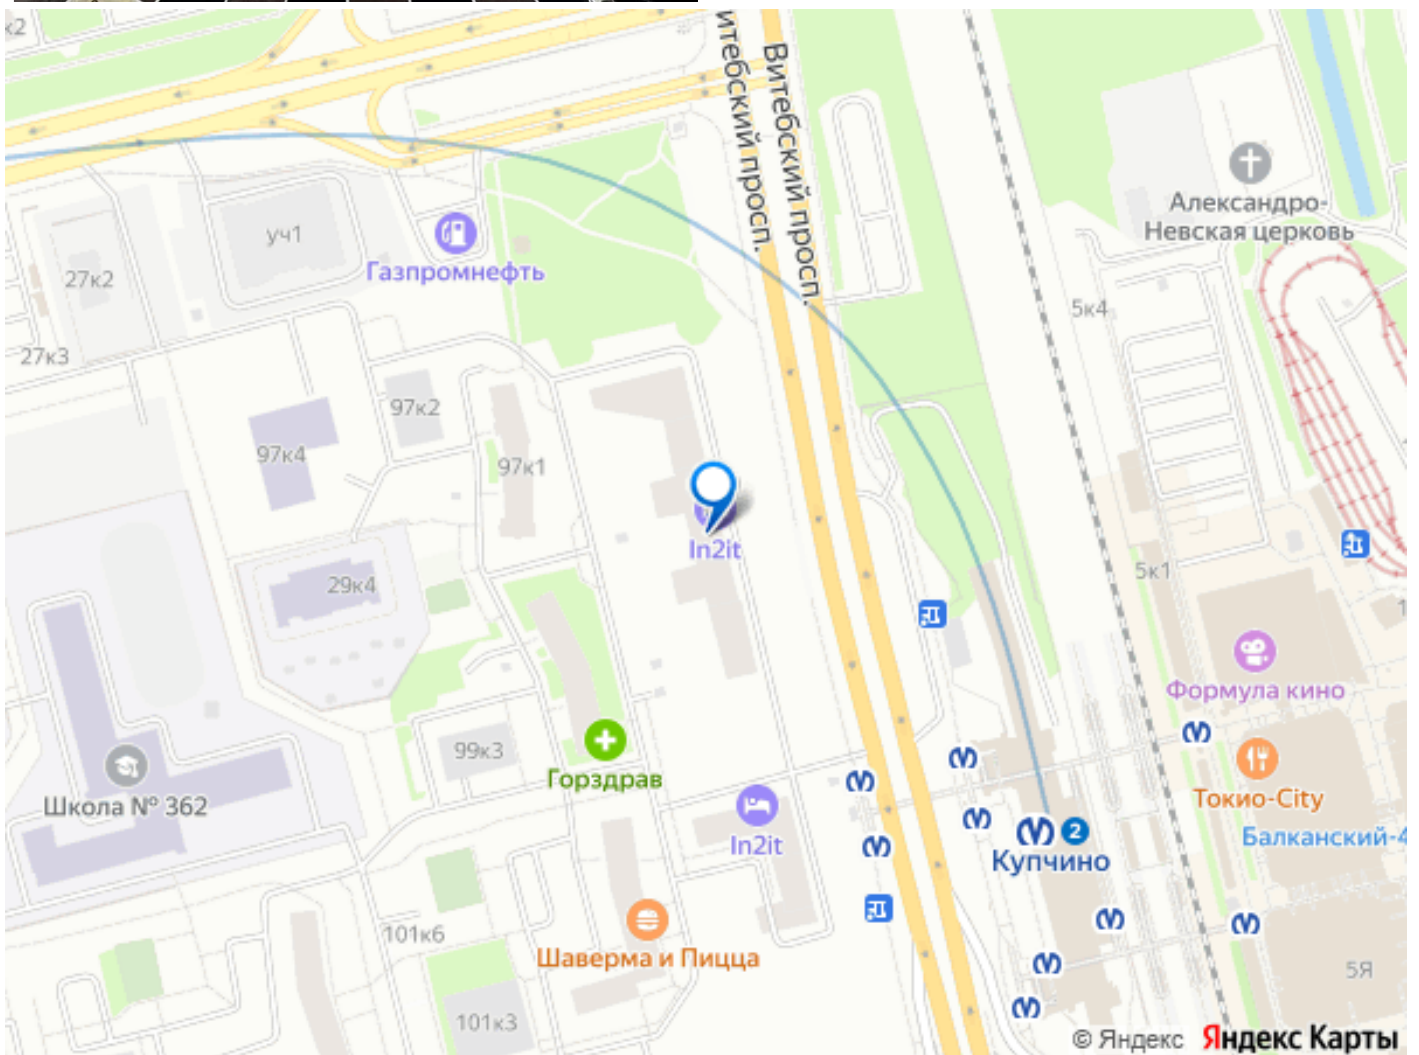 к2
Витебский просп.
итебский просп.
Александро-
Невская церковь
уч1
Газпромнефть
27к2
27к3
5к4
97к2
97к4
97к1
In2it
29к4
5к1
Формула кино
99к3
Горздрав
Школа № 362
Токио-City
In2it
2
Купчино
Балканский-4
101к6
Шаверма и Пицца
5Я
101к3
© Яндекс Яндекс Карты